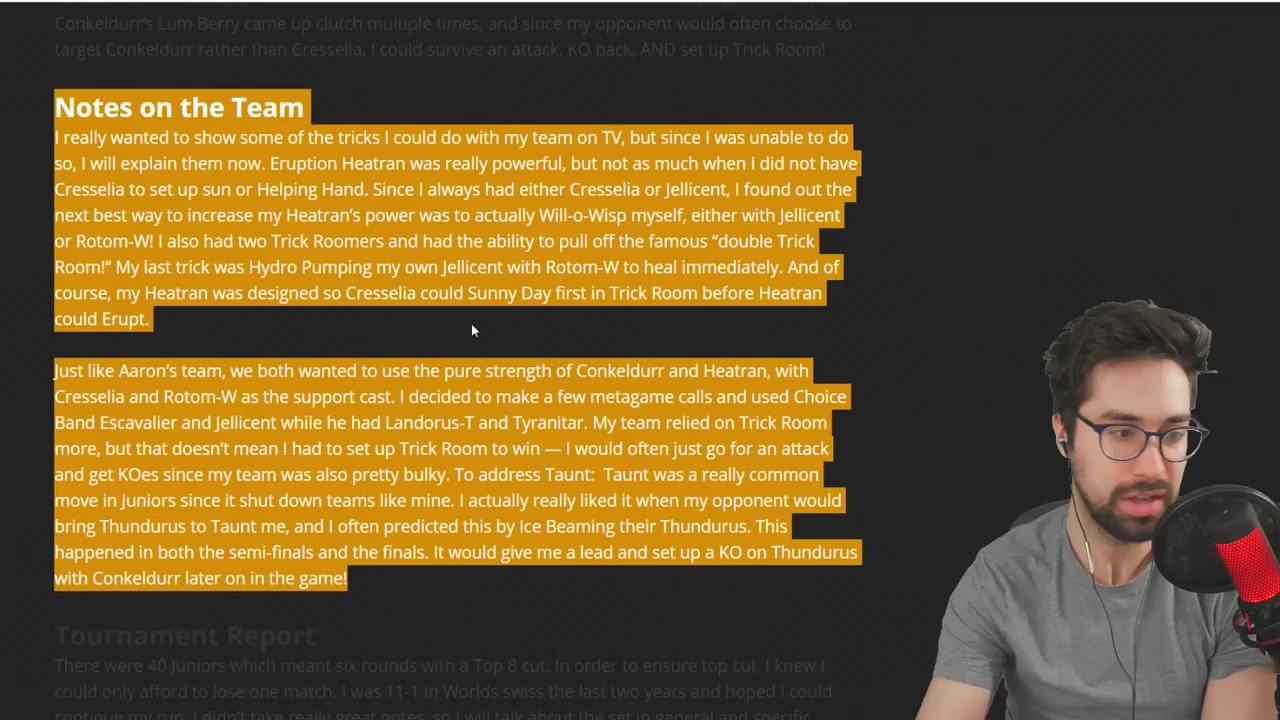 Conkeldurr's Lum Berry came up clutch multiple times, and since my opponent would often choose to
target Conkeldurr rather than Cresselia, I could survive an attack, KO back, AND set up Trick Room!
Notes on the Team
I really wanted to show some of the tricks I could do with my team on TV, but since I was unable to do
so, I will explain them now. Eruption Heatran was really powerful, but not as much when I did not have
Cresselia to set up sun or Helping Hand. Since I always had either Cresselia or Jellicent, I found out the
next best way to increase my Heatran's power was to actually Will-o-Wisp myself, either with Jellicent
or Rotom-W! I also had two Trick Roomers and had the ability to pull off the famous “double Trick
Room!” My last trick was Hydro Pumping my own Jellicent with Rotom-W to heal immediately. And of
course, my Heatran was designed so Cresselia could Sunny Day first in Trick Room before Heatran
could Erupt.
Just like Aaron's team, we both wanted to use the pure strength of Conkeldurr and Heatran, with
Cresselia and Rotom-W as the support cast. I decided to make a few metagame calls and used Choice
Band Escavalier and Jellicent while he had Landorus-T and Tyranitar. My team relied on Trick Room
more, but that doesn't mean I had to set up Trick Room to win — I would often just go for an attack
and get KOes since my team was also pretty bulky. To address Taunt:  Taunt was a really common
move in Juniors since it shut down teams like mine. I actually really liked it when my opponent would
bring Thundurus to Taunt me, and I often predicted this by Ice Beaming their Thundurus. This
happened in both the semi-finals and the finals. It would give me a lead and set up a KO on Thundurus
with Conkeldurr later on in the game!
Tournament Report
There were 40 Juniors which meant six rounds with a Top 8 cut. In order to ensure top cut, I knew I
could only afford to lose one match. I was 11-1 in Worlds swiss the last two years and hoped I could
continue my run. I didn't take really great notes, so I will talk about the set in general and specific